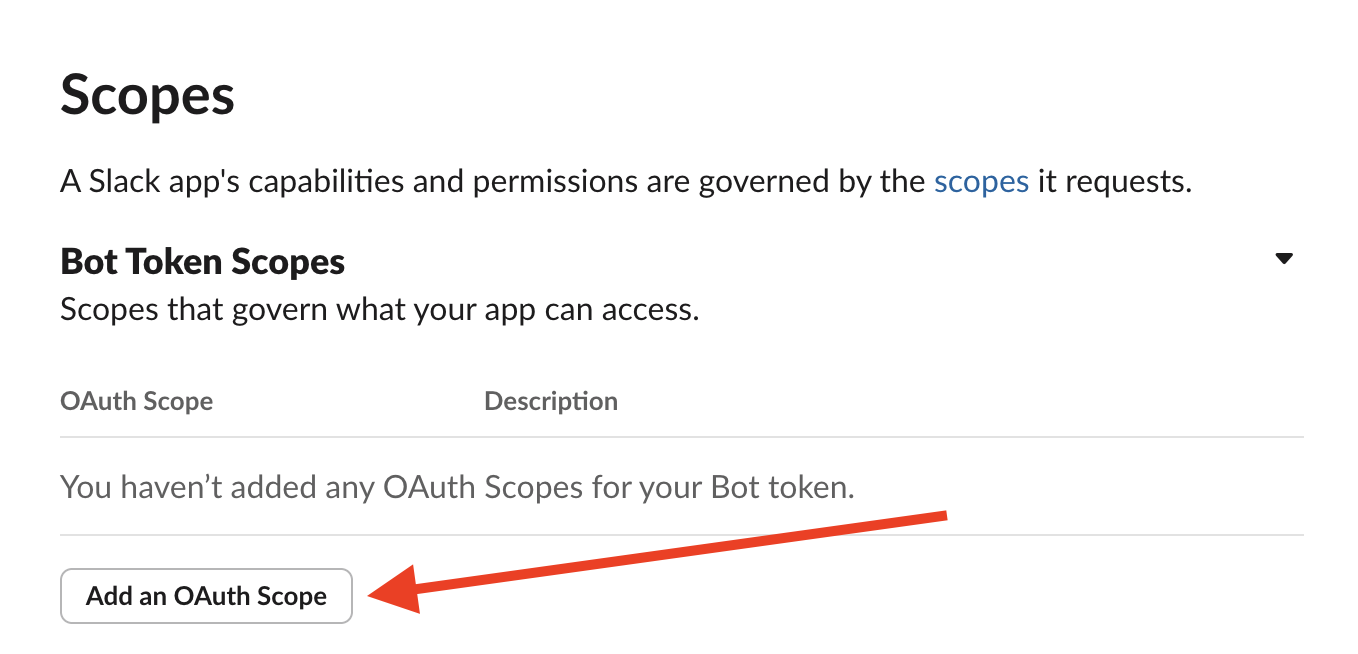 Scopes
A Slack app's capabilities and permissions are governed by the scopes it requests.
Bot Token Scopes
Scopes that govern what your app can access.
OAuth Scope Description
You haven’t added any OAuth Scopes for your Bot token.
Add an OAuth Scope